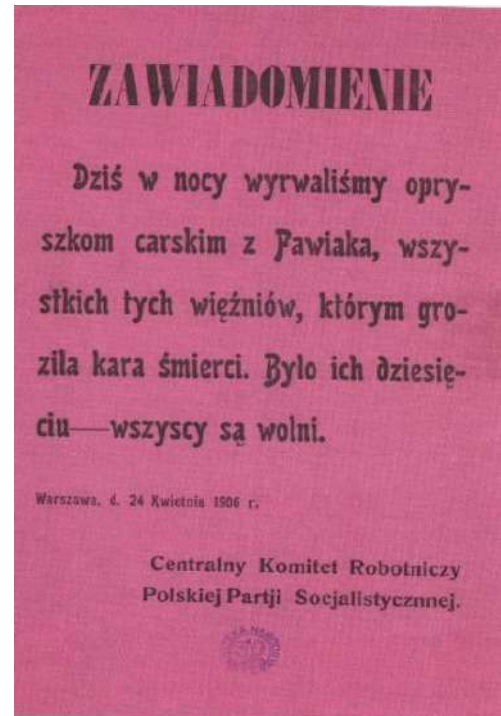 ZAWIADOMIENIE
Dziś w nocy wyrwaliśmy opry-
szkom carskim z Pawiaka, wszy-
stkich tych więźniów, którym gro-
ziła kara śmierci. Było ich dziesię-
ciu—wszyscy są wolni.
Warszawa, d. 24 Kwietnia 1906 r.
Centralny Komitet Robotniczy
Polskiej Partji Socjalistycznnej.